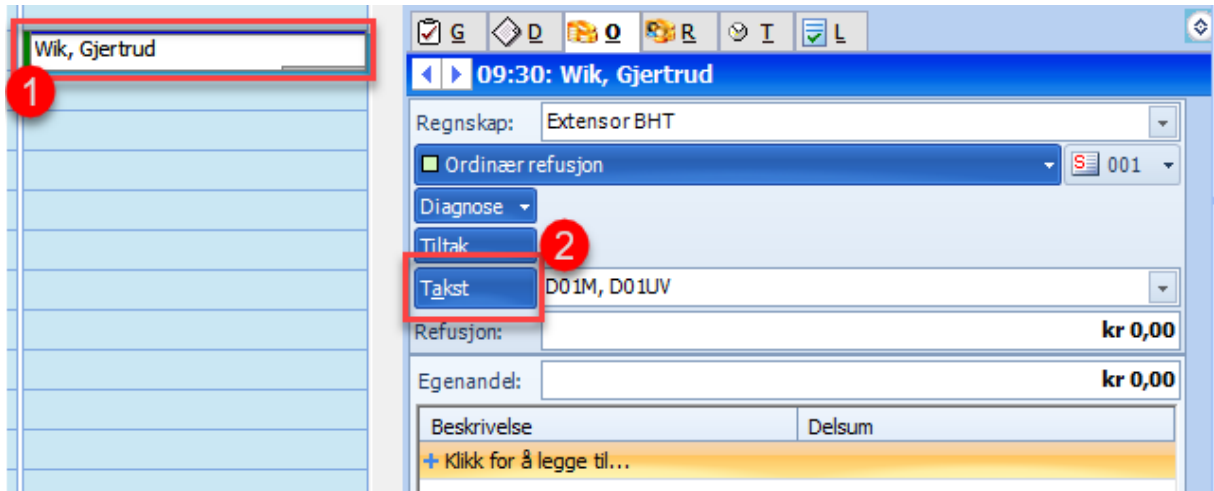 Wik, Gjertrud
1
G D O R T L
09:30: Wik, Gjertrud
Regnskap: Extensor BHT
Ordinær refusjon S 001
Diagnose
Tiltak
2
Takst D01M, D01UV
Refusjon: kr 0,00
Egenandel: kr 0,00
Beskrivelse Delsum
+ Klikk for å legge til...